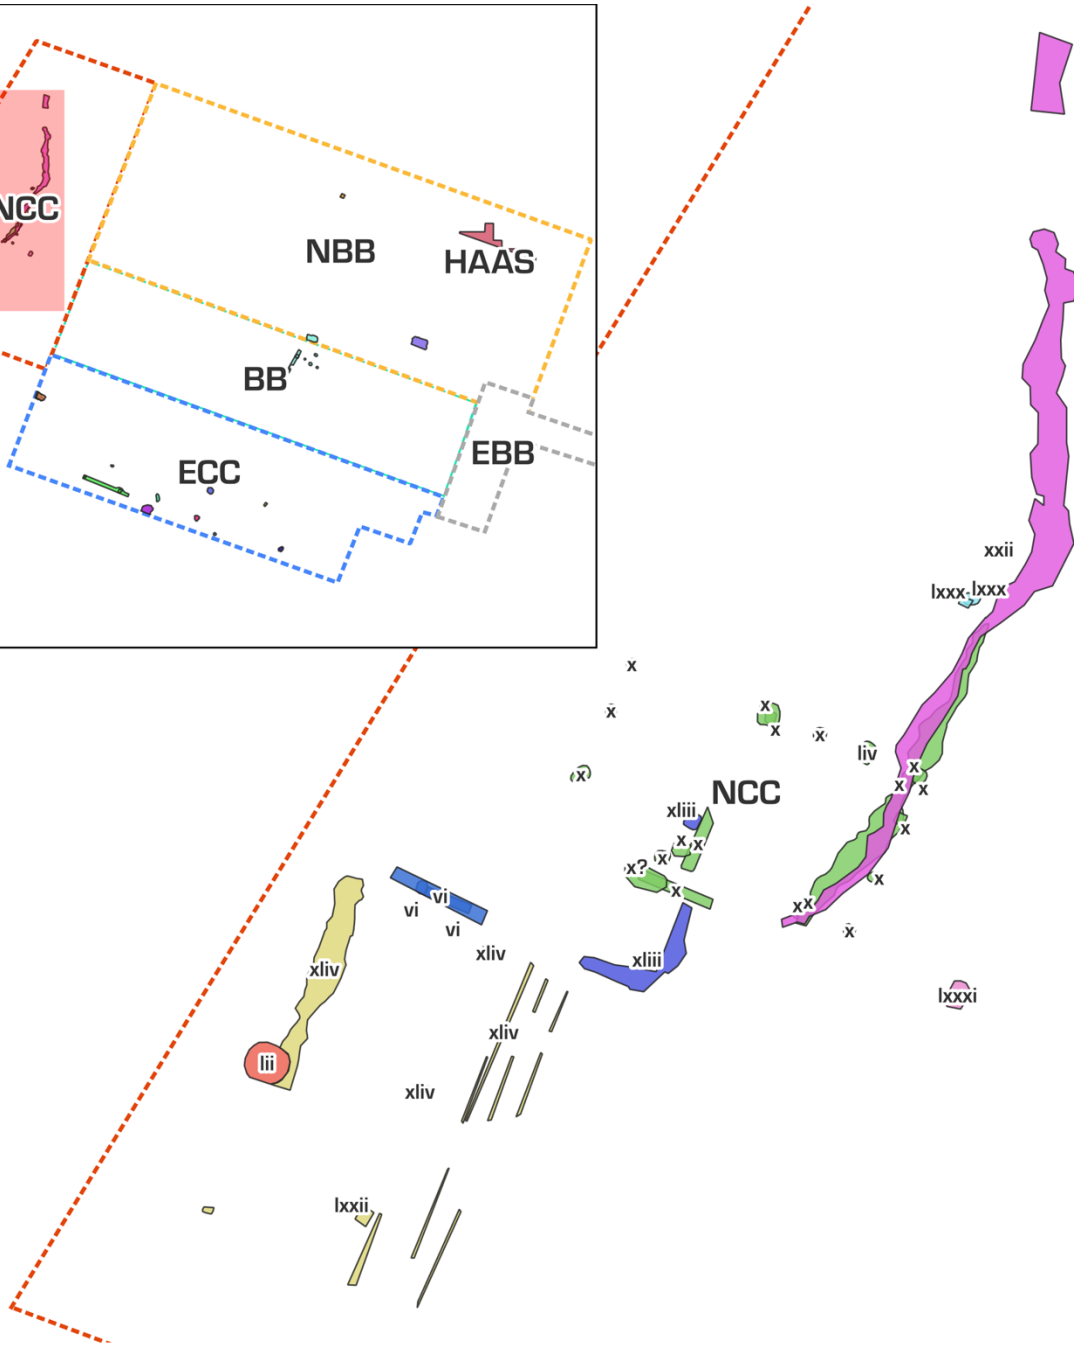 NCC
NBB
HAAS
BB
EBB
ECC
xxii
lxxx lxxx
x
x
x
x
x
liv
x
x
x
x
NCC
xliii
x
x
x
x
x?
x
x
x x
x
vi
vi
vi
xliv
xliii
xliv
lxxxi
xliv
lii
xliv
lxxii